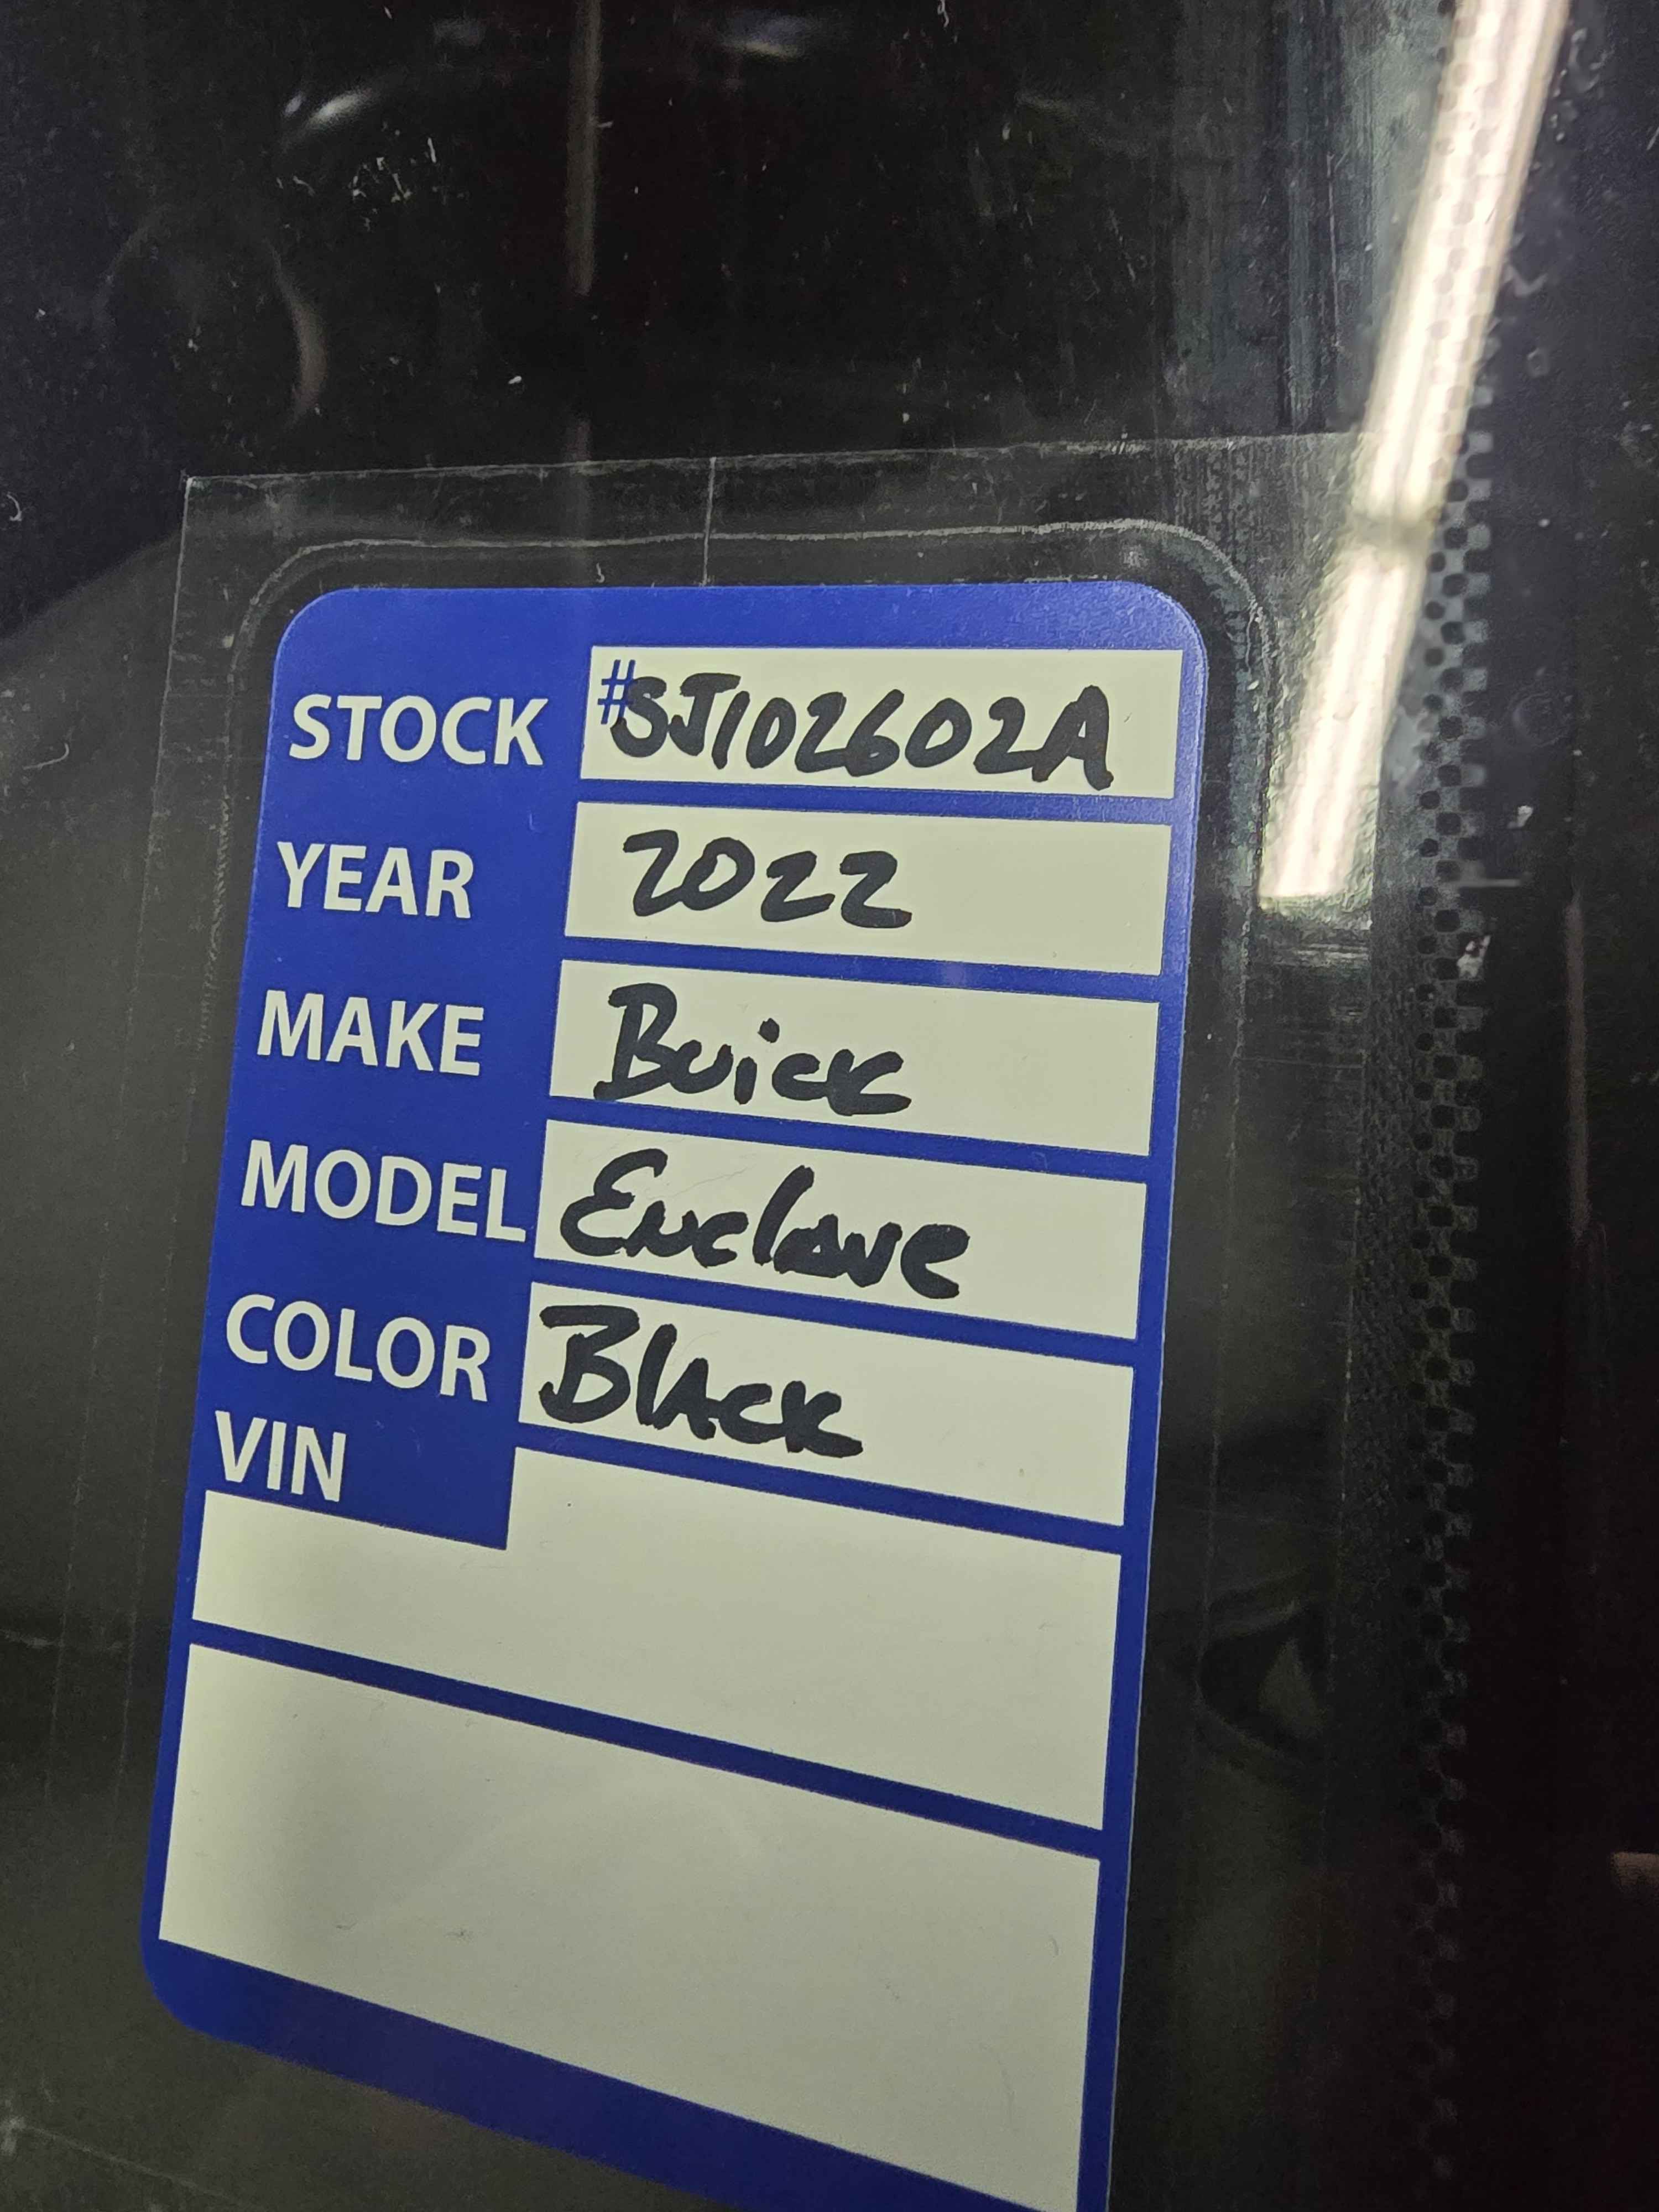 STOCK #SJ102602A
YEAR 2022
MAKE Buick
MODEL Enclave
COLOR Black
VIN